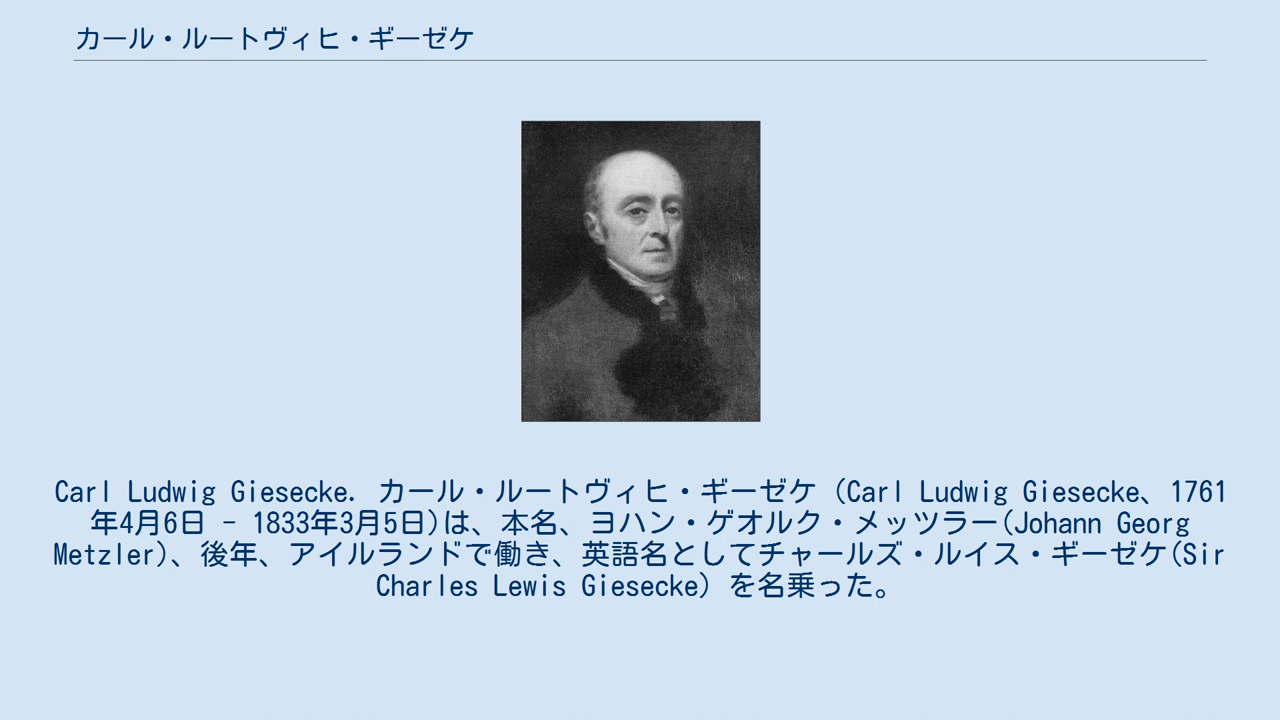 カール・ルートヴィヒ・ギーゼケ
Carl Ludwig Giesecke. カール・ルートヴィヒ・ギーゼケ (Carl Ludwig Giesecke、1761
年4月6日 - 1833年3月5日)は、本名、ヨハン・ゲオルク・メッツラー(Johann Georg
Metzler)、後年、アイルランドで働き、英語名としてチャールズ・ルイス・ギーゼケ(Sir
Charles Lewis Giesecke) を名乗った。